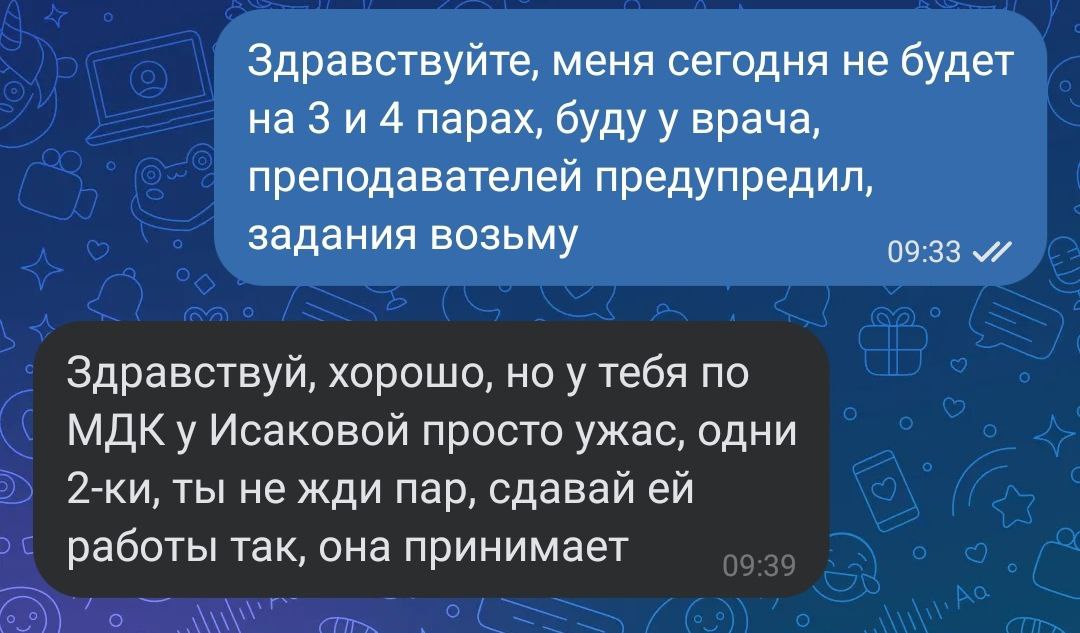 Здравствуйте, меня сегодня не будет
на 3 и 4 парах, буду у врача,
преподавателей предупредил,
задания возьму
09:33
Здравствуй, хорошо, но у тебя по
МДК у Исаковой просто ужас, одни
2-ки, ты не жди пар, сдавай ей
работы так, она принимает
09:39
Aa